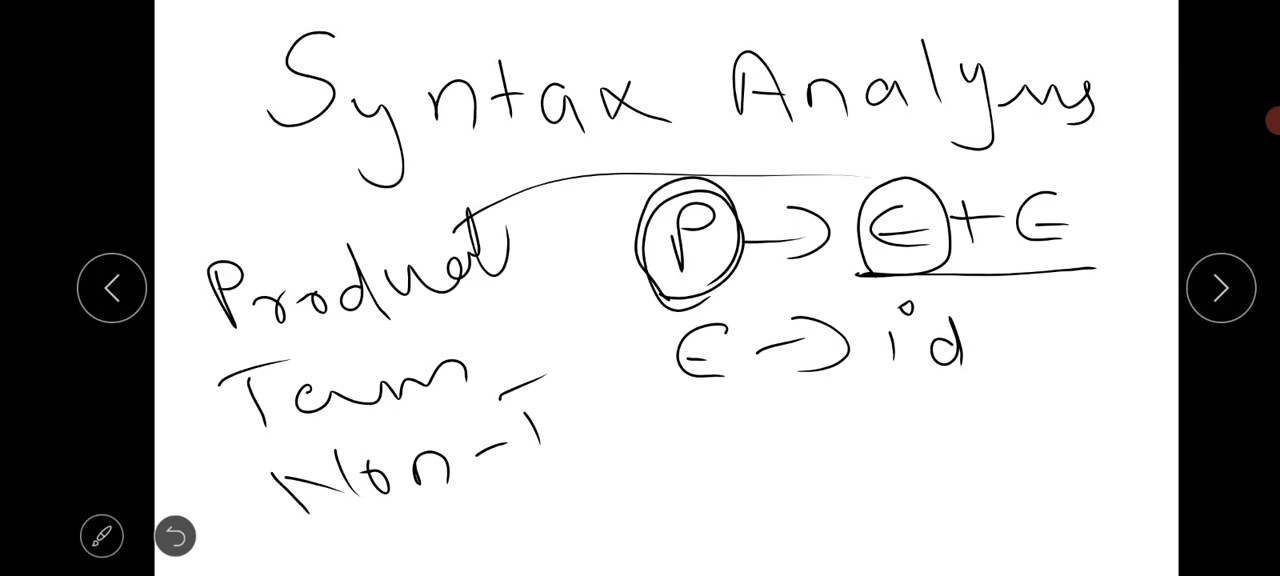 Syntax Analysis
P → E + E
Product
E → id
Term
Non-T